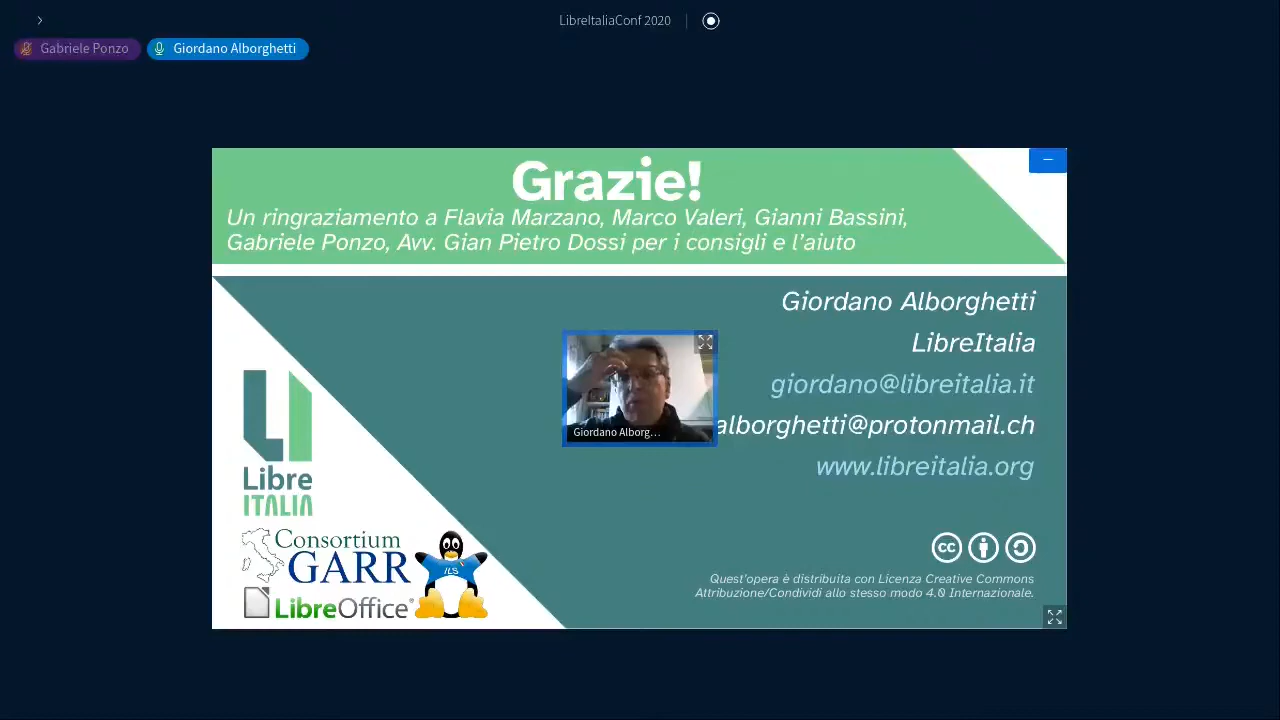 LibreItaliaConf 2020
Gabriele Ponzo
Giordano Alborghetti
Grazie!
Un ringraziamento a Flavia Marzano, Marco Valeri, Gianni Bassini,
Gabriele Ponzo, Avv. Gian Pietro Dossi per i consigli e l'aiuto
Giordano Alborghetti
LibreItalia
giordano@libreitalia.it
alborghetti@protonmail.ch
www.libreitalia.org
Giordano Alborg...
Libre
ITALIA
Consortium
GARR
LibreOffice
ILS
cc
Quest'opera è distribuita con Licenza Creative Commons
Attribuzione/Condividi allo stesso modo 4.0 Internazionale.